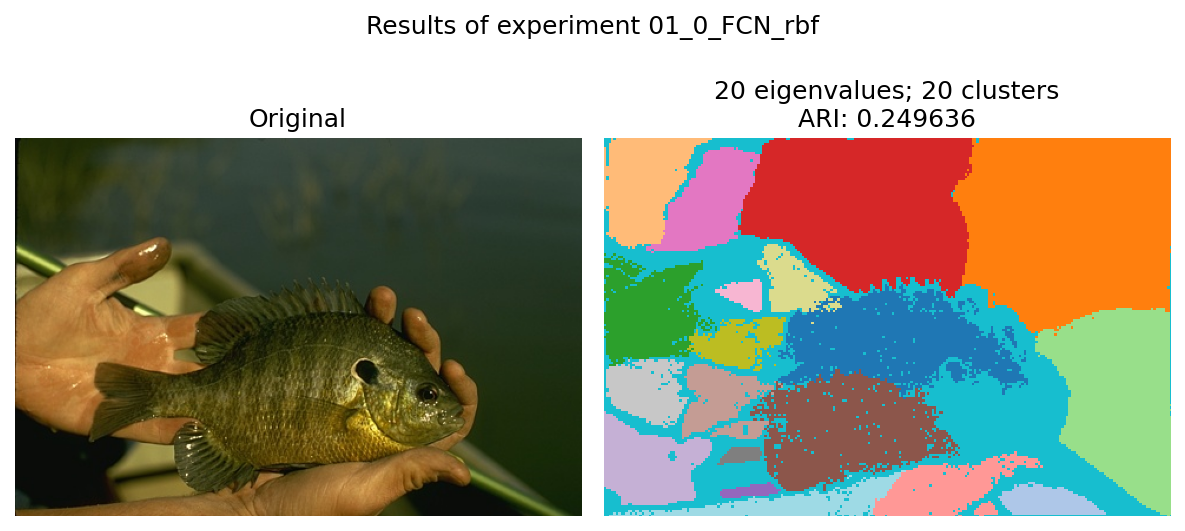 Results of experiment 01_0_FCN_rbf
Original
20 eigenvalues; 20 clusters
ARI: 0.249636